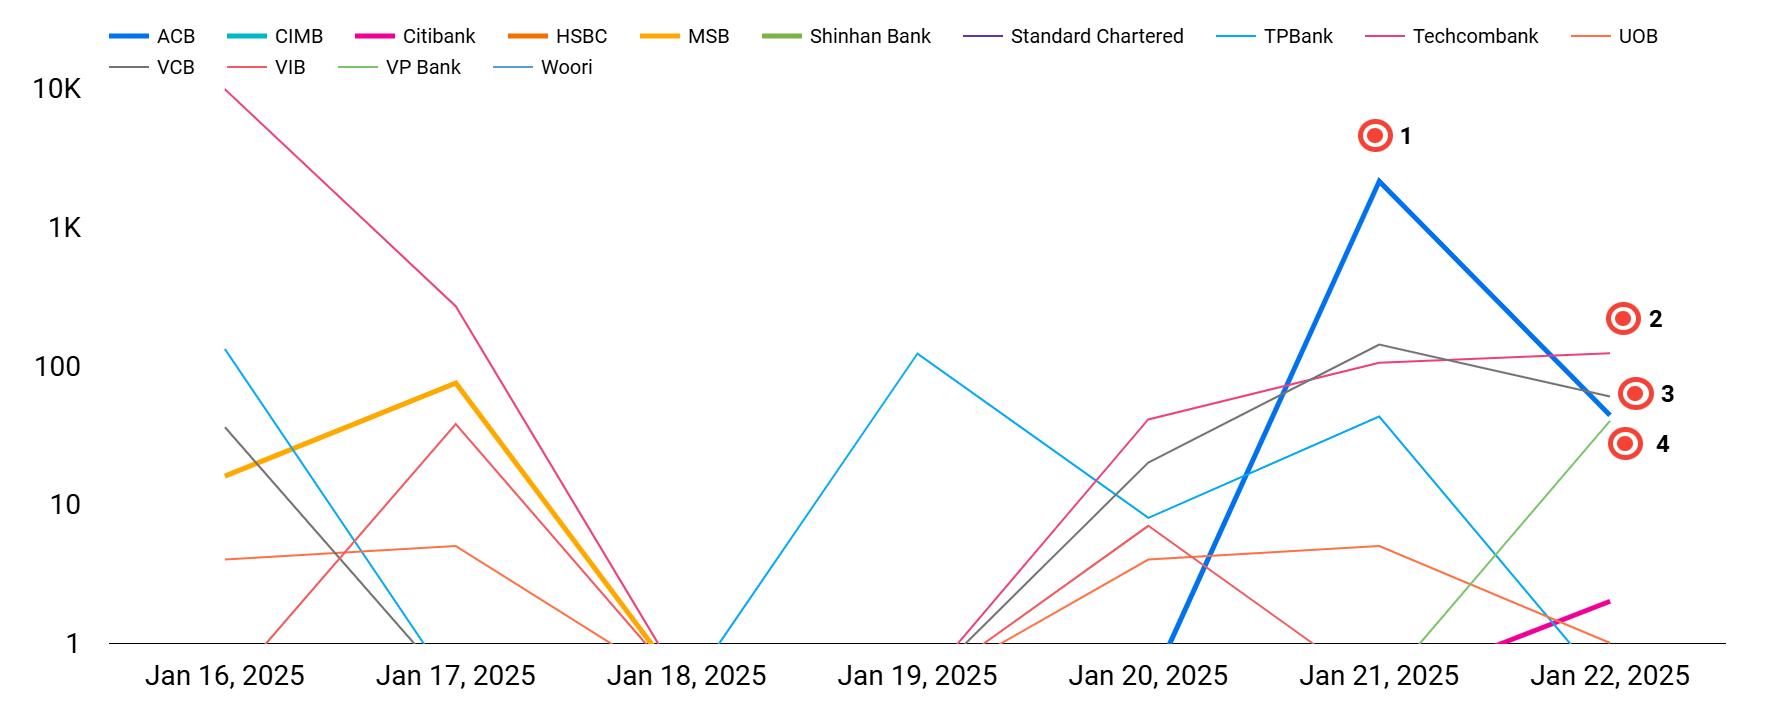 ACB CIMB Citibank HSBC MSB Shinhan Bank Standard Chartered TPBank Techcombank UOB
VCB VIB VP Bank Woori
10K
1
1K
2
100
3
4
10
1
Jan 16, 2025 Jan 17, 2025 Jan 18, 2025 Jan 19, 2025 Jan 20, 2025 Jan 21, 2025 Jan 22, 2025